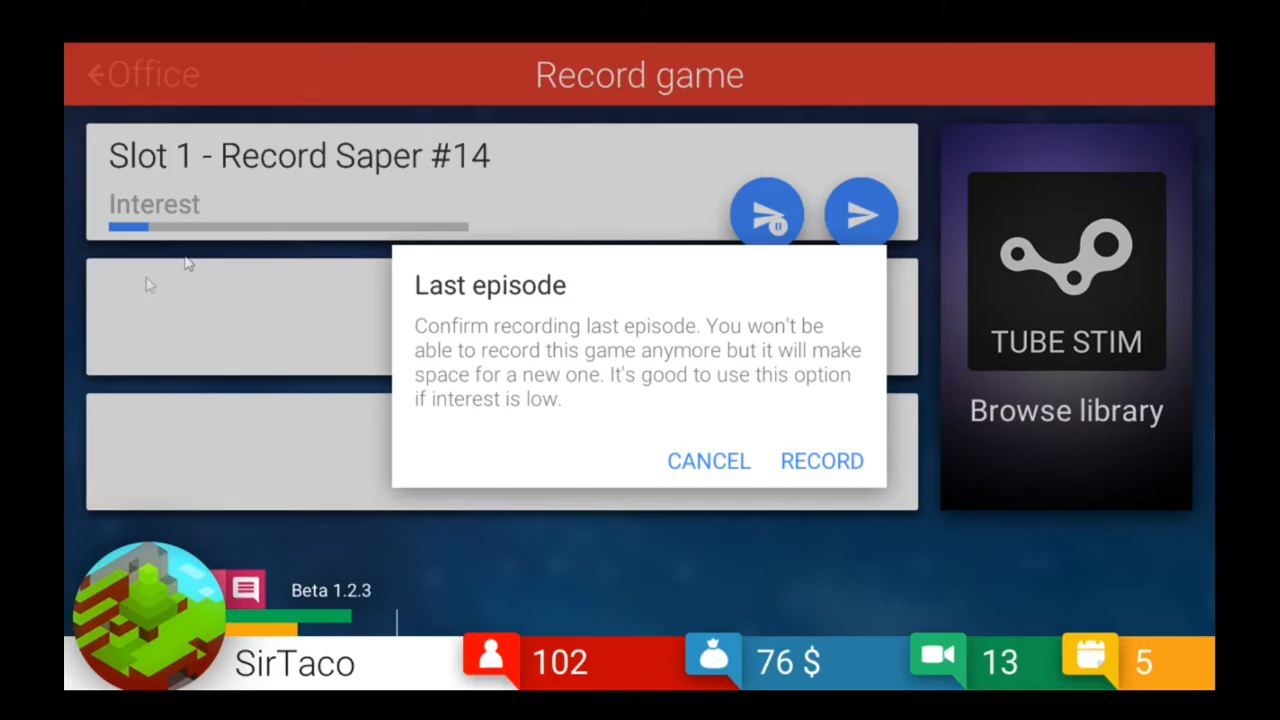 Office
Record game
Slot 1 - Record Saper #14
Interest
Last episode
Confirm recording last episode. You won't be
able to record this game anymore but it will make
space for a new one. It's good to use this option
if interest is low.
CANCEL RECORD
TUBE STIM
Browse library
Beta 1.2.3
SirTaco
102
76 $
13
5